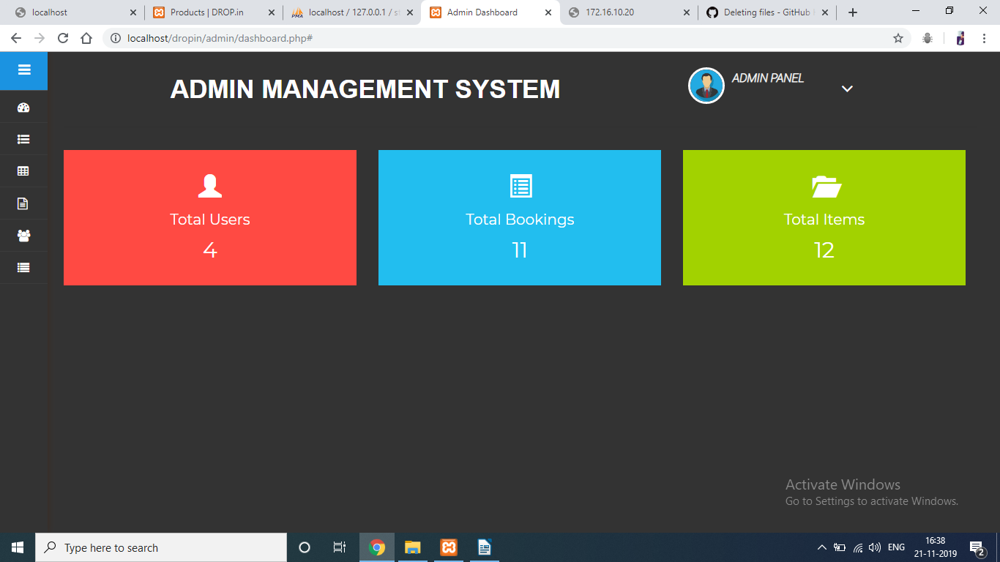 localhost
Products | DROP.in
localhost / 127.0.0.1 / st
Admin Dashboard
172.16.10.20
Deleting files - GitHub
localhost/dropin/admin/dashboard.php#
ADMIN MANAGEMENT SYSTEM
ADMIN PANEL
Total Users
4
Total Bookings
11
Total Items
12
Activate Windows
Go to Settings to activate Windows.
Type here to search
ENG
16:38
21-11-2019
2